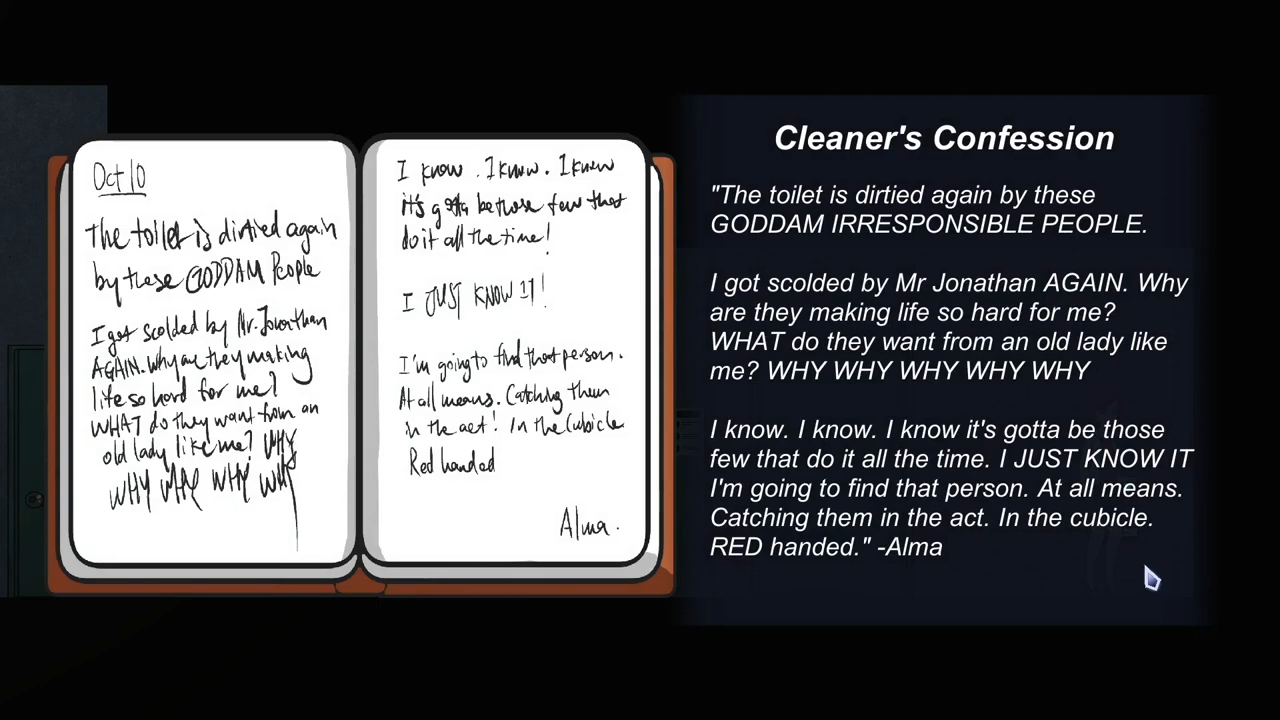 Oct 10
The toilet is dirtied again
by these GODDAM People
I got scolded by Mr. Jonathan
AGAIN. Why are they making
life so hard for me?
WHAT do they want from an
old lady like me? WHY
WHY WHY WHY WHY
I know. I know. I know
it's gotta be those few that
do it all the time!
I JUST KNOW IT!
I'm going to find that person.
At all means. Catching them
in the act! In the Cubicle
Red handed
Alma.
Cleaner's Confession
"The toilet is dirtied again by these
GODDAM IRRESPONSIBLE PEOPLE.
I got scolded by Mr Jonathan AGAIN. Why
are they making life so hard for me?
WHAT do they want from an old lady like
me? WHY WHY WHY WHY WHY
I know. I know. I know it's gotta be those
few that do it all the time. I JUST KNOW IT
I'm going to find that person. At all means.
Catching them in the act. In the cubicle.
RED handed." -Alma